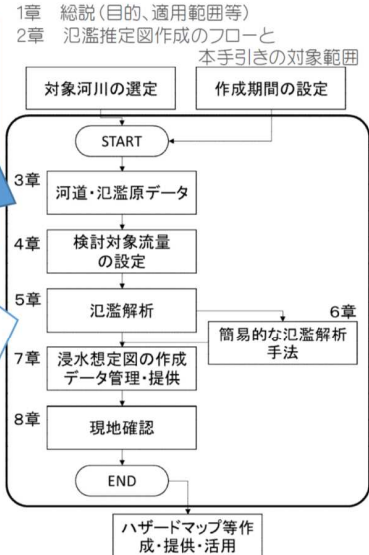 1章　総説(目的、適用範囲等)
2章　氾濫推定図作成のフローと
本手引きの対象範囲
対象河川の選定
作成期間の設定
START
3章
河道・氾濫原データ
4章
検討対象流量
の設定
5章
氾濫解析
6章
簡易的な氾濫解析
手法
7章
浸水想定図の作成
データ管理・提供
8章
現地確認
END
ハザードマップ等作
成・提供・活用